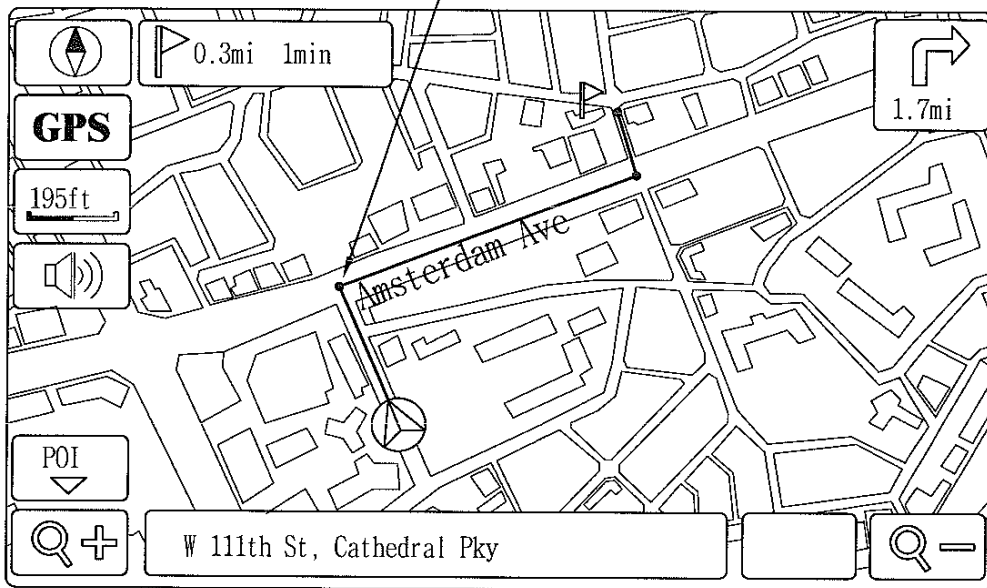 0.3mi 1min
GPS
1.7mi
195ft
Amsterdam Ave
POI
W 111th St, Cathedral Pky